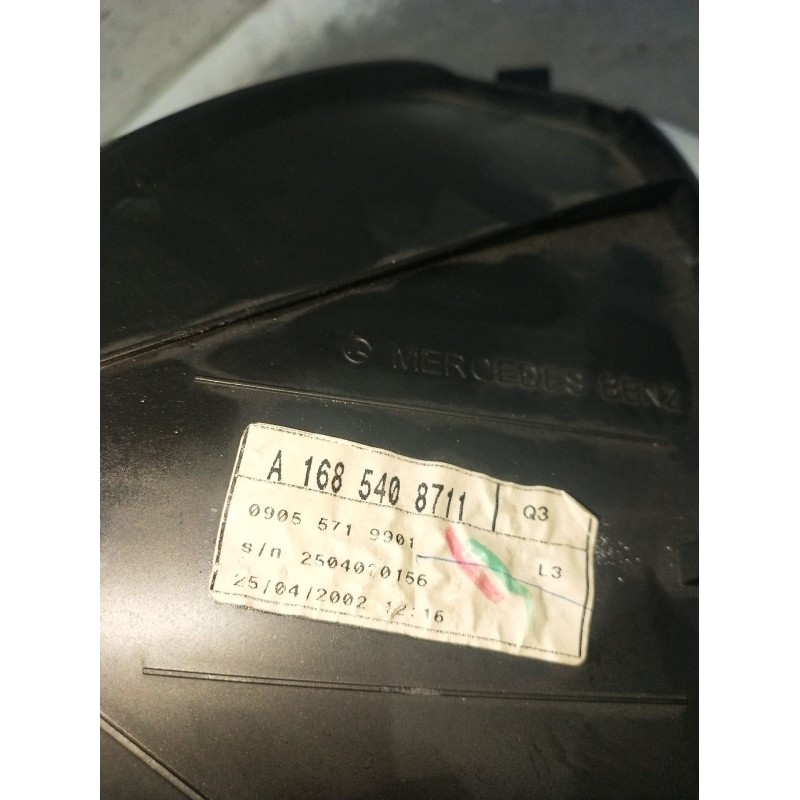 MERCEDES BENZ
A 168 540 8711
Q3
0905 571 9901
L3
s/n 2504020156
25/04/2002 12:16